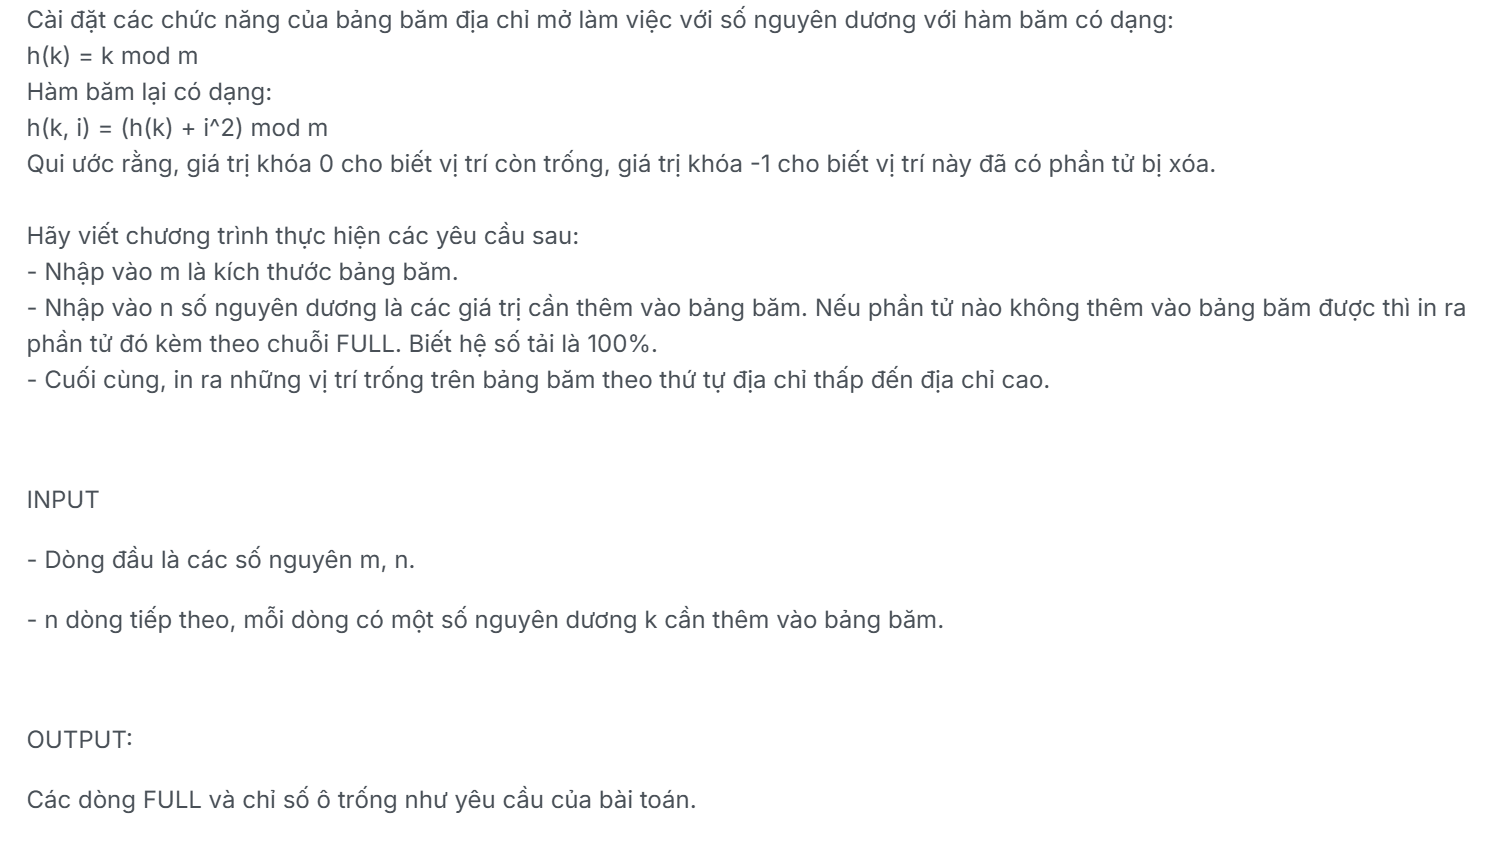 Cài đặt các chức năng của bảng băm địa chỉ mở làm việc với số nguyên dương với hàm băm có dạng:
h(k) = k mod m
Hàm băm lại có dạng:
h(k, i) = (h(k) + i^2) mod m
Qui ước rằng, giá trị khóa 0 cho biết vị trí còn trống, giá trị khóa -1 cho biết vị trí này đã có phần tử bị xóa.
Hãy viết chương trình thực hiện các yêu cầu sau:
- Nhập vào m là kích thước bảng băm.
- Nhập vào n số nguyên dương là các giá trị cần thêm vào bảng băm. Nếu phần tử nào không thêm vào bảng băm được thì in ra
phần tử đó kèm theo chuỗi FULL. Biết hệ số tải là 100%.
- Cuối cùng, in ra những vị trí trống trên bảng băm theo thứ tự địa chỉ thấp đến địa chỉ cao.
INPUT
- Dòng đầu là các số nguyên m, n.
- n dòng tiếp theo, mỗi dòng có một số nguyên dương k cần thêm vào bảng băm.
OUTPUT:
Các dòng FULL và chỉ số ô trống như yêu cầu của bài toán.